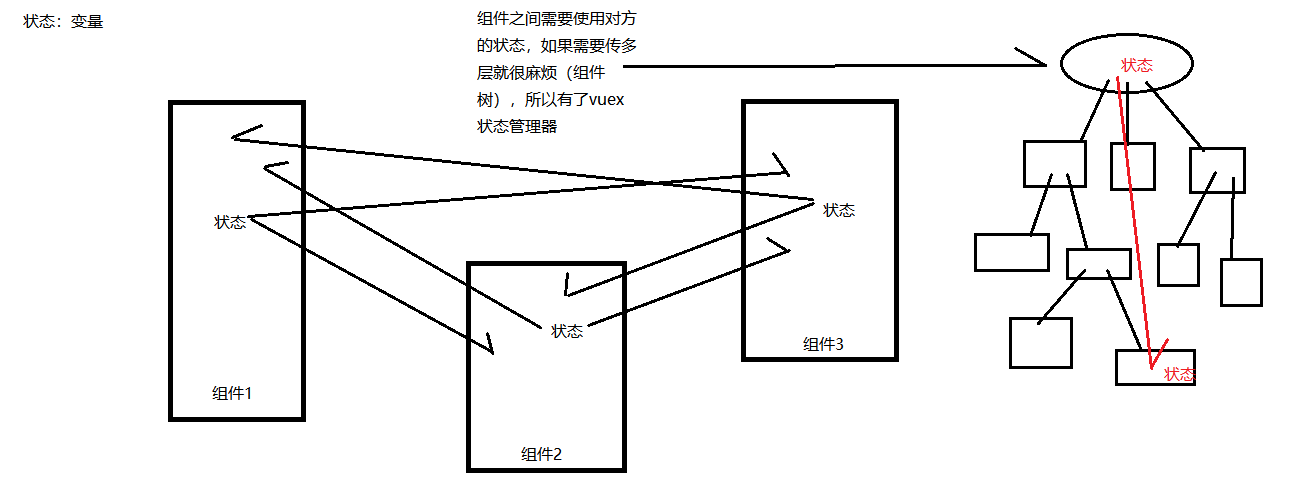 状态：变量
组件之间需要使用对方
的状态，如果需要传多
层就很麻烦（组件
树），所以有了vuex
状态管理器
状态
状态
组件1
状态
组件2
状态
组件3
状态